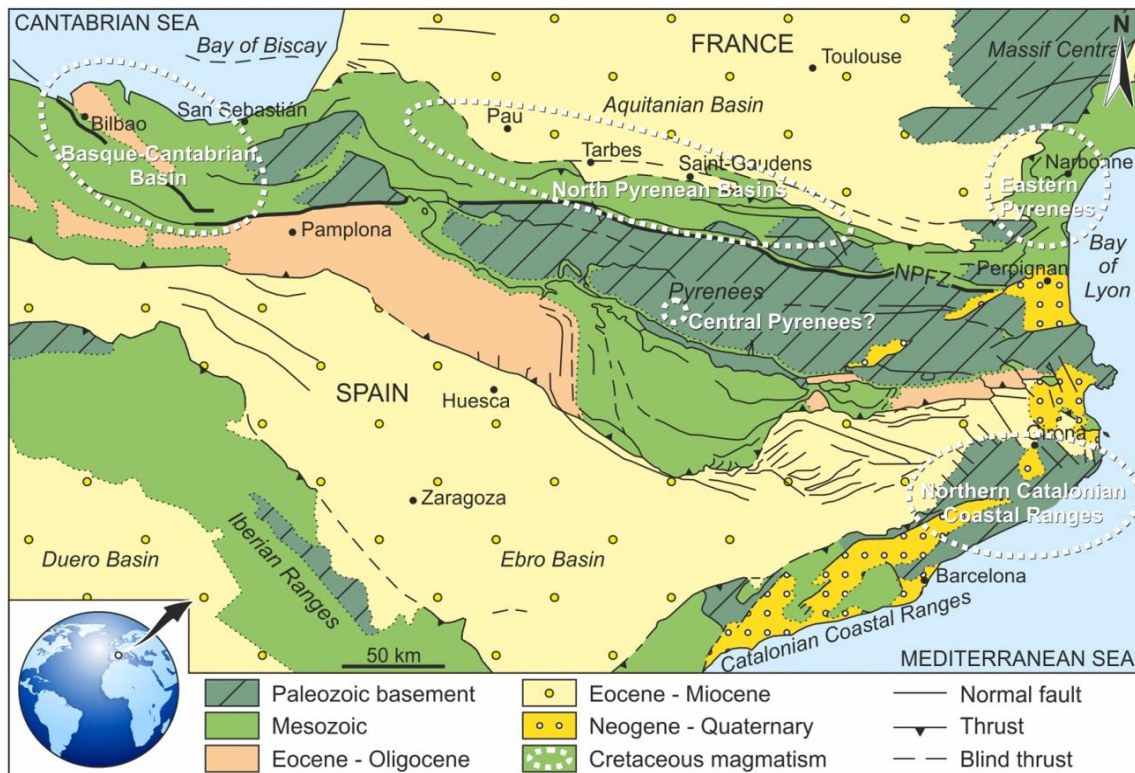 CANTABRIAN SEA
Bay of Biscay
FRANCE
Toulouse
Massif Central
N
Aquitanian Basin
San Sebastián
Bilbao
Basque-Cantabrian
Basin
Pau
Tarbes
Saint-Gaudens
North Pyrenean Basins
Narbonne
Eastern
Pyrenees
Bay
of
Lyon
Pamplona
NPFZ
Perpignan
Pyrenees
Central Pyrenees?
SPAIN
Huesca
Girona
Northern Catalonian
Coastal Ranges
Zaragoza
Iberian Ranges
Duero Basin
Ebro Basin
Barcelona
Catalonian Coastal Ranges
50 km
MEDITERRANEAN SEA
Paleozoic basement
Mesozoic
Eocene - Oligocene
Eocene - Miocene
Neogene - Quaternary
Cretaceous magmatism
Normal fault
Thrust
Blind thrust